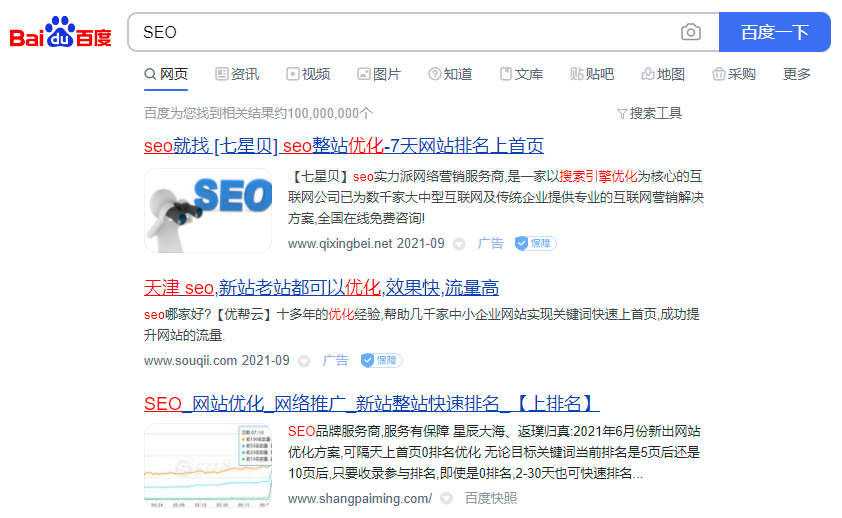 Bai du 百度
SEO
百度一下
网页 资讯 视频 图片 知道 文库 贴吧 地图 采购 更多
百度为您找到相关结果约100,000,000个
搜索工具
seo就找 [七星贝] seo整站优化-7天网站排名上首页
SEO
【七星贝】seo实力派网络营销服务商,是一家以搜索引擎优化为核心的互
联网公司已为数千家大中型互联网及传统企业提供专业的互联网营销解决
方案,全国在线免费咨询!
www.qixingbei.net 2021-09 广告 保障
天津 seo,新站老站都可以优化,效果快,流量高
seo哪家好?【优帮云】十多年的优化经验,帮助几千家中小企业网站实现关键词快速上首页,成功提
升网站的流量.
www.souqii.com 2021-09 广告 保障
SEO_网站优化_网络推广_新站整站快速排名_【上排名】
SEO品牌服务商,服务有保障 星辰大海、返璞归真:2021年6月份新出网站
优化方案,可隔天上首页0排名优化 无论目标关键词当前排名是5页后还是
10页后,只要收录参与排名,即使是0排名,2-30天也可快速排名...
www.shangpaiming.com/ 百度快照